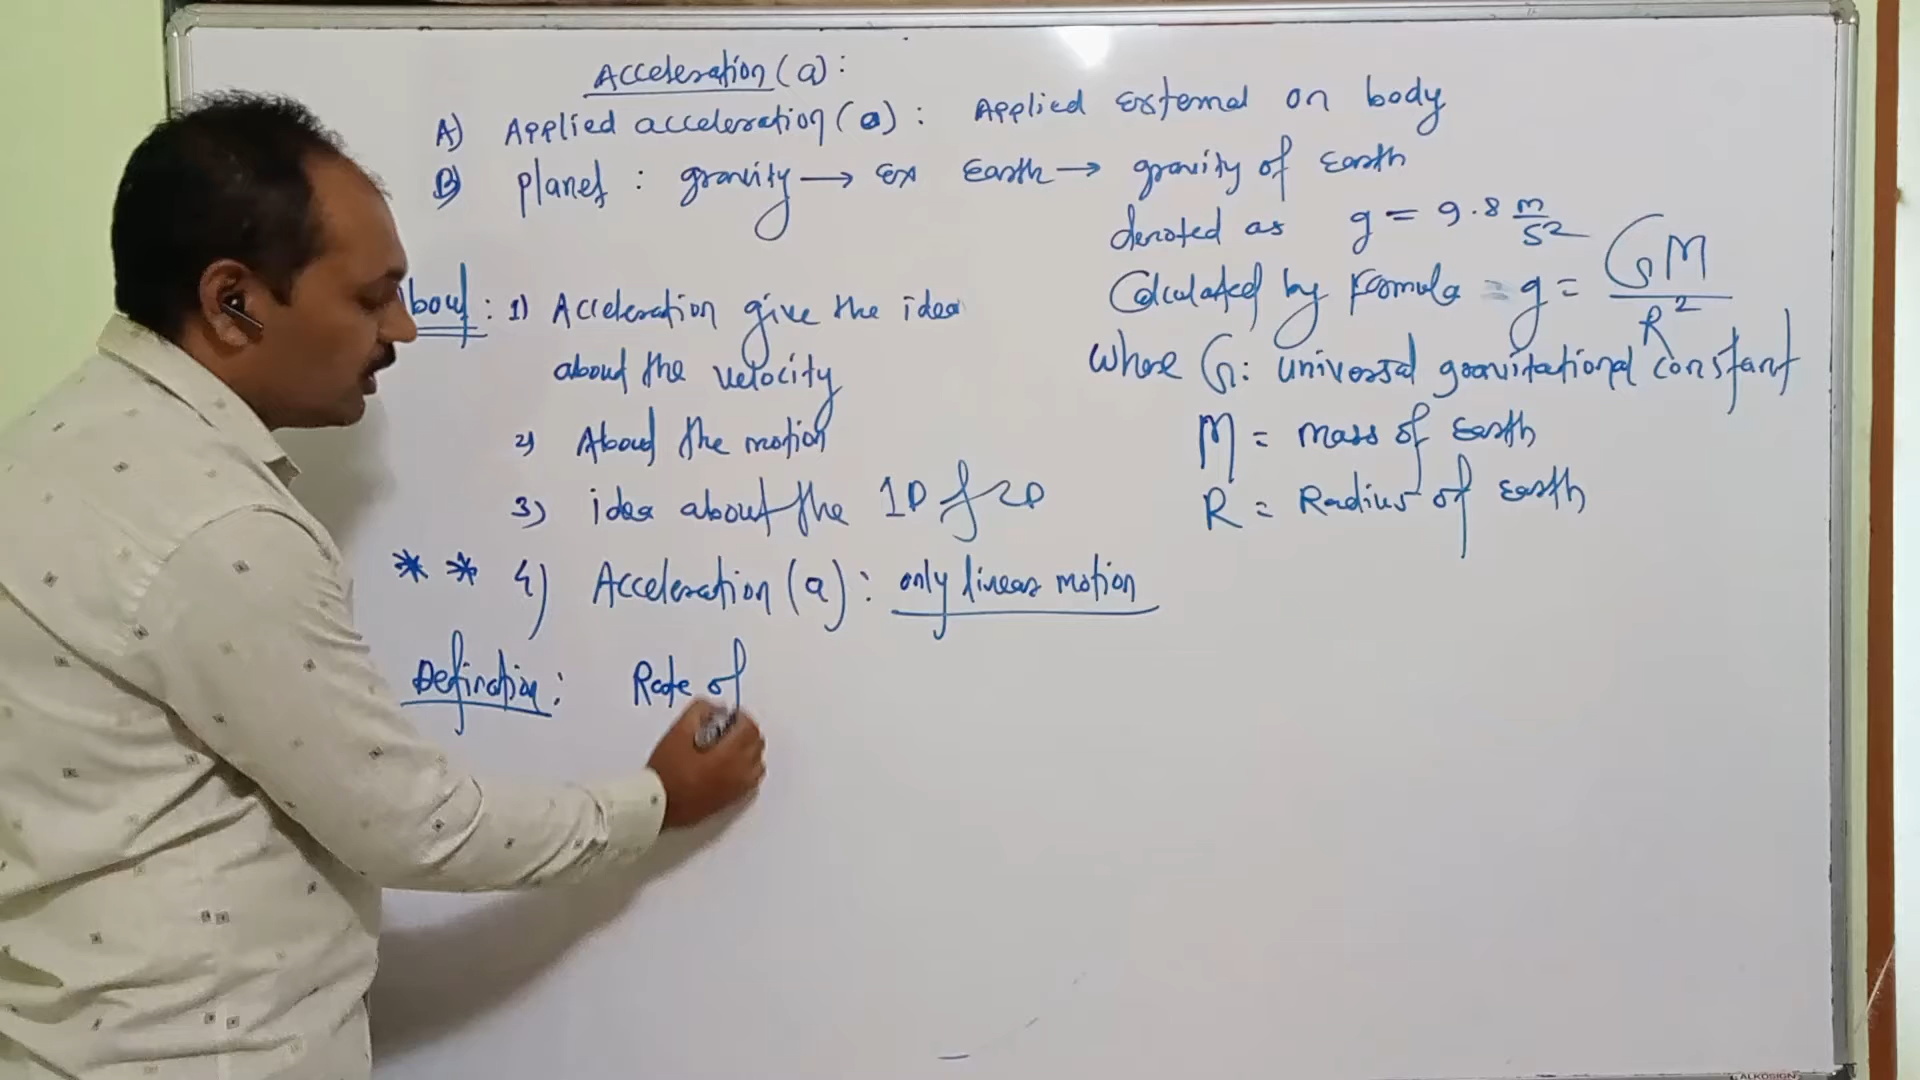 Acceleration (a) :
A) Applied acceleration (a) : Applied external on body
B) planet : gravity → Ex Earth → gravity of Earth
denoted as g = 9.8 m/s²
Calculated by formula = g = GM/R²
where G : universal gravitational constant
M = mass of Earth
R = Radius of Earth
bout : 1) Acceleration give the idea
about the velocity
2) About the motion
3) idea about the 1D f 2D
** 4) Acceleration (a) : only linear motion
Defination : Rate of
ALKOSIGN